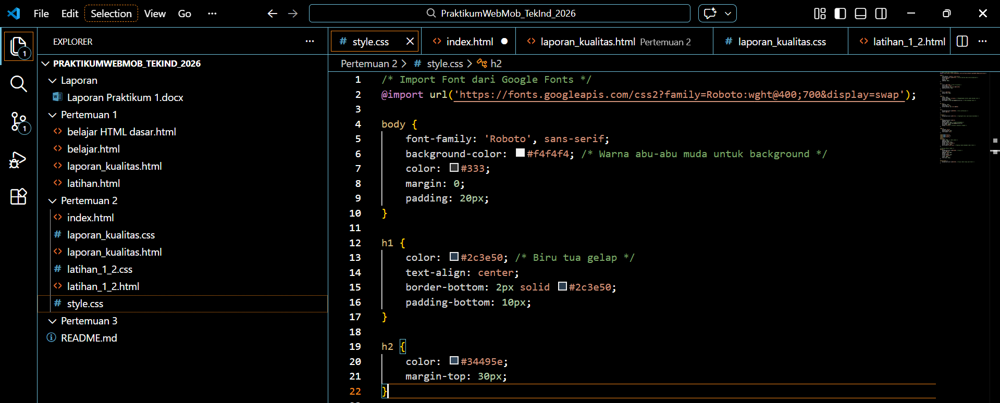 File Edit Selection View Go ···
PraktikumWebMob_TekInd_2026
EXPLORER
PRAKTIKUMWEBMOB_TEKIND_2026
Laporan
Laporan Praktikum 1.docx
Pertemuan 1
belajar HTML dasar.html
belajar.html
laporan_kualitas.html
latihan.html
Pertemuan 2
index.html
laporan_kualitas.css
laporan_kualitas.html
latihan_1_2.css
latihan_1_2.html
style.css
Pertemuan 3
README.md
1
1
# style.css
index.html
laporan_kualitas.html Pertemuan 2
# laporan_kualitas.css
latihan_1_2.html
Pertemuan 2 > # style.css > h2
1 /* Import Font dari Google Fonts */
2 @import url('https://fonts.googleapis.com/css2?family=Roboto:wght@400;700&display=swap');
3
4 body {
5 font-family: 'Roboto', sans-serif;
6 background-color: #f4f4f4; /* Warna abu-abu muda untuk background */
7 color: #333;
8 margin: 0;
9 padding: 20px;
10 }
11
12 h1 {
13 color: #2c3e50; /* Biru tua gelap */
14 text-align: center;
15 border-bottom: 2px solid #2c3e50;
16 padding-bottom: 10px;
17 }
18
19 h2 {
20 color: #34495e;
21 margin-top: 30px;
22 }